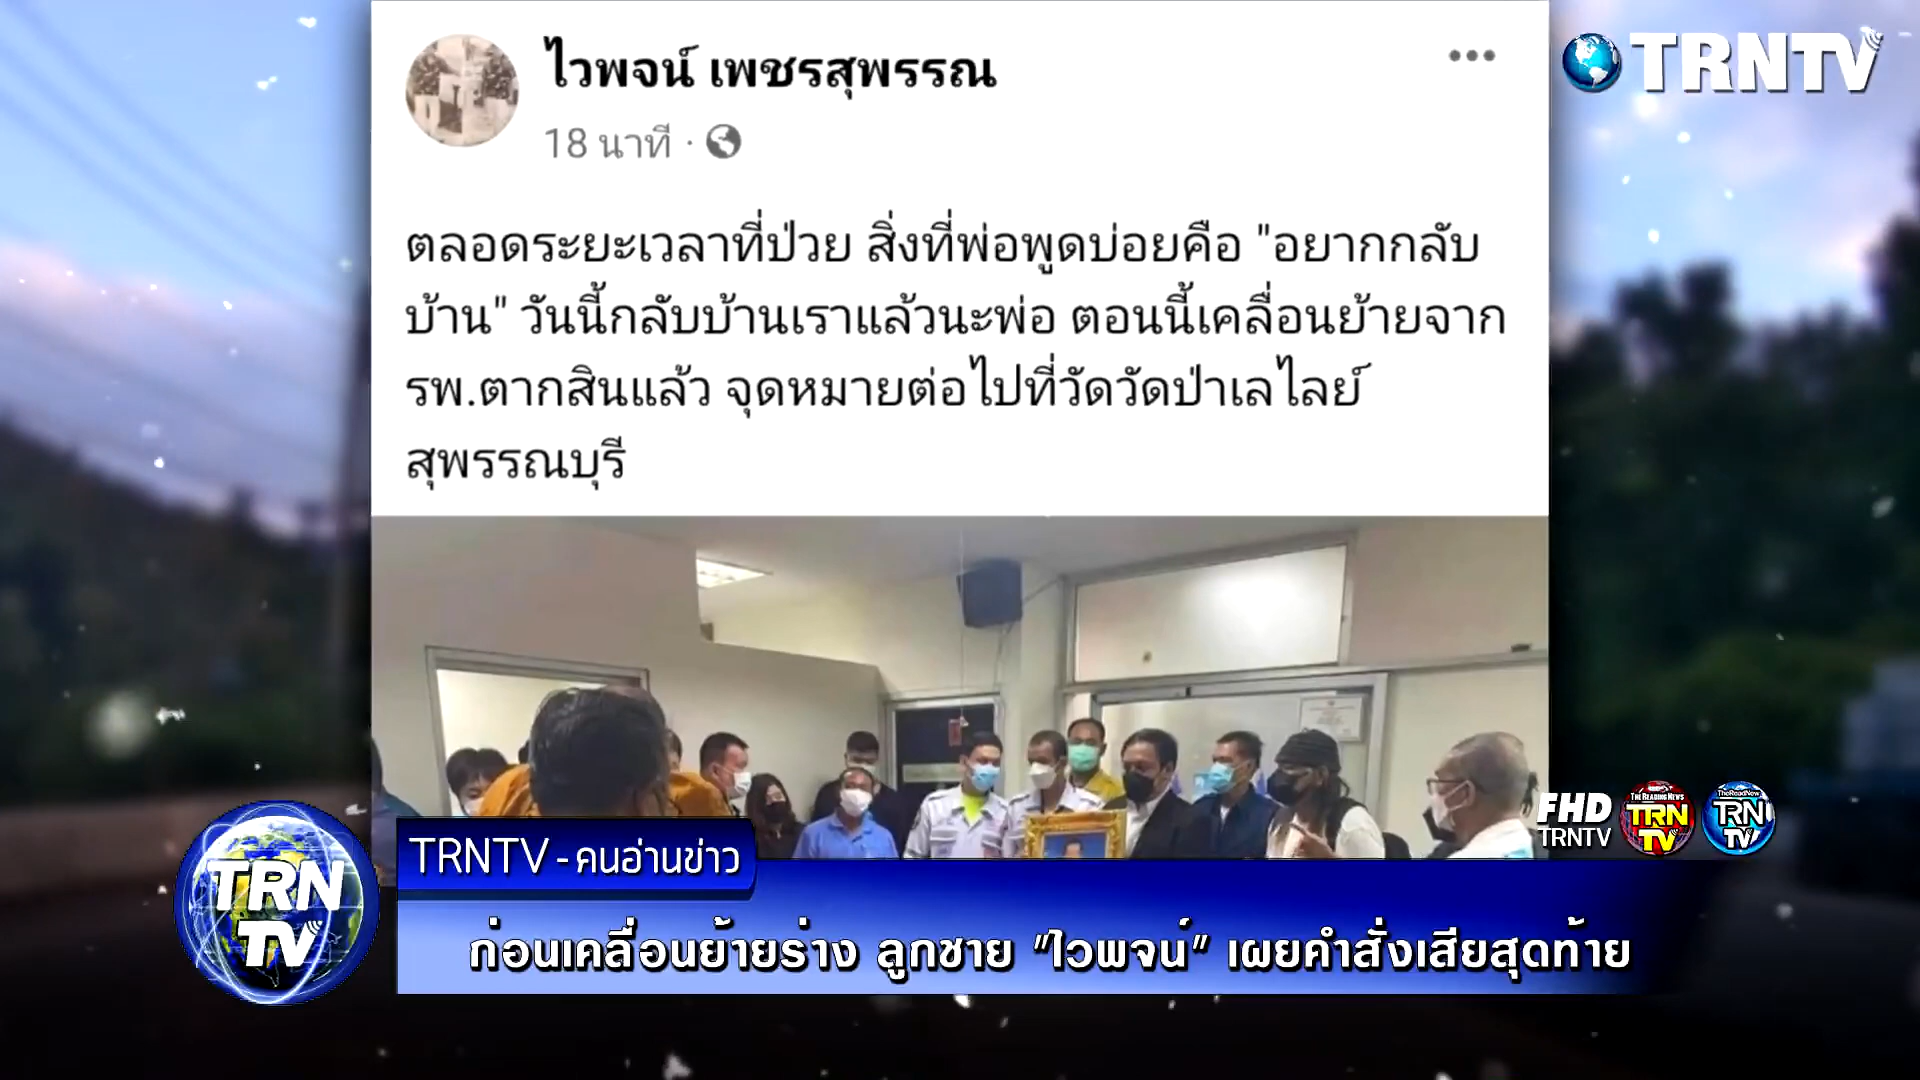 ไวพจน์ เพชรสุพรรณ
18 นาที ·
TRNTV
ตลอดระยะเวลาที่ป่วย สิ่งที่พ่อพูดบ่อยคือ "อยากกลับ
บ้าน" วันนี้กลับบ้านเราแล้วนะพ่อ ตอนนี้เคลื่อนย้ายจาก
รพ.ตากสินแล้ว จุดหมายต่อไปที่วัดวัดป่าเลไลย์
สุพรรณบุรี
FHD
TRNTV
THE READING NEWS
TRN
TV
TheReadNew
TRN
TV
TRN
TV
TRNTV - คนอ่านข่าว
ก่อนเคลื่อนย้ายร่าง ลูกชาย "ไวพจน์" เผยคำสั่งเสียสุดท้าย